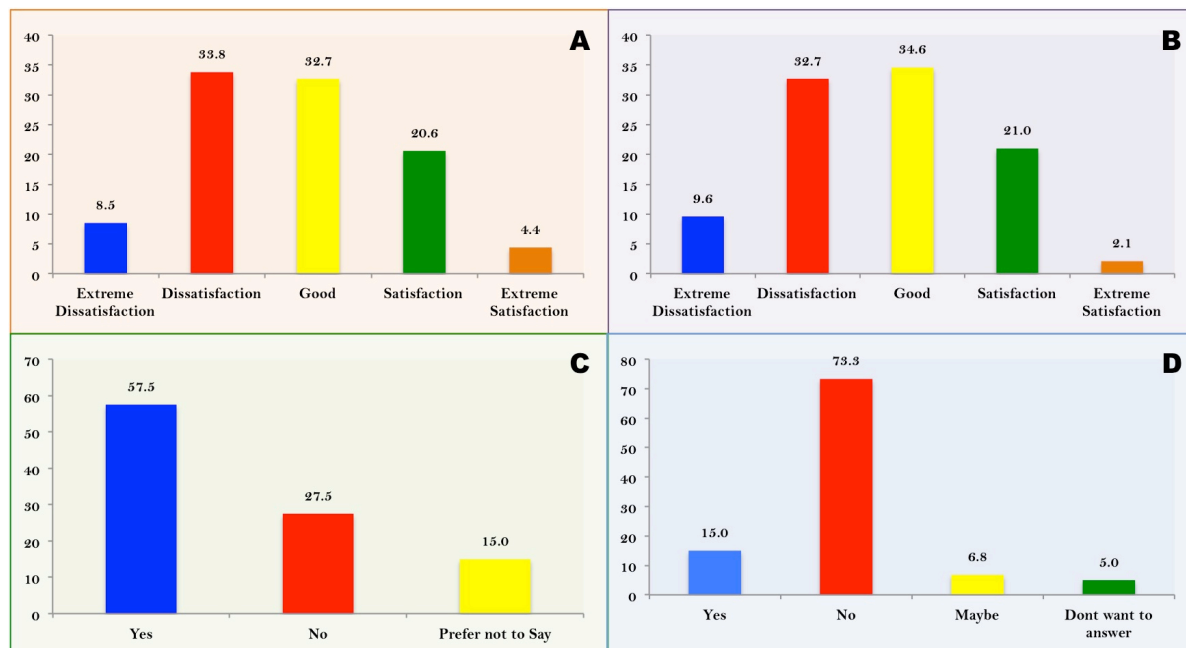 A
40
35
30
25
20
15
10
5
0
8.5
33.8
32.7
20.6
4.4
Extreme Dissatisfaction
Dissatisfaction
Good
Satisfaction
Extreme Satisfaction
B
40
35
30
25
20
15
10
5
0
9.6
32.7
34.6
21.0
2.1
Extreme Dissatisfaction
Dissatisfaction
Good
Satisfaction
Extreme Satisfaction
C
70
60
50
40
30
20
10
0
57.5
27.5
15.0
Yes
No
Prefer not to Say
D
80
70
60
50
40
30
20
10
0
15.0
73.3
6.8
5.0
Yes
No
Maybe
Dont want to answer